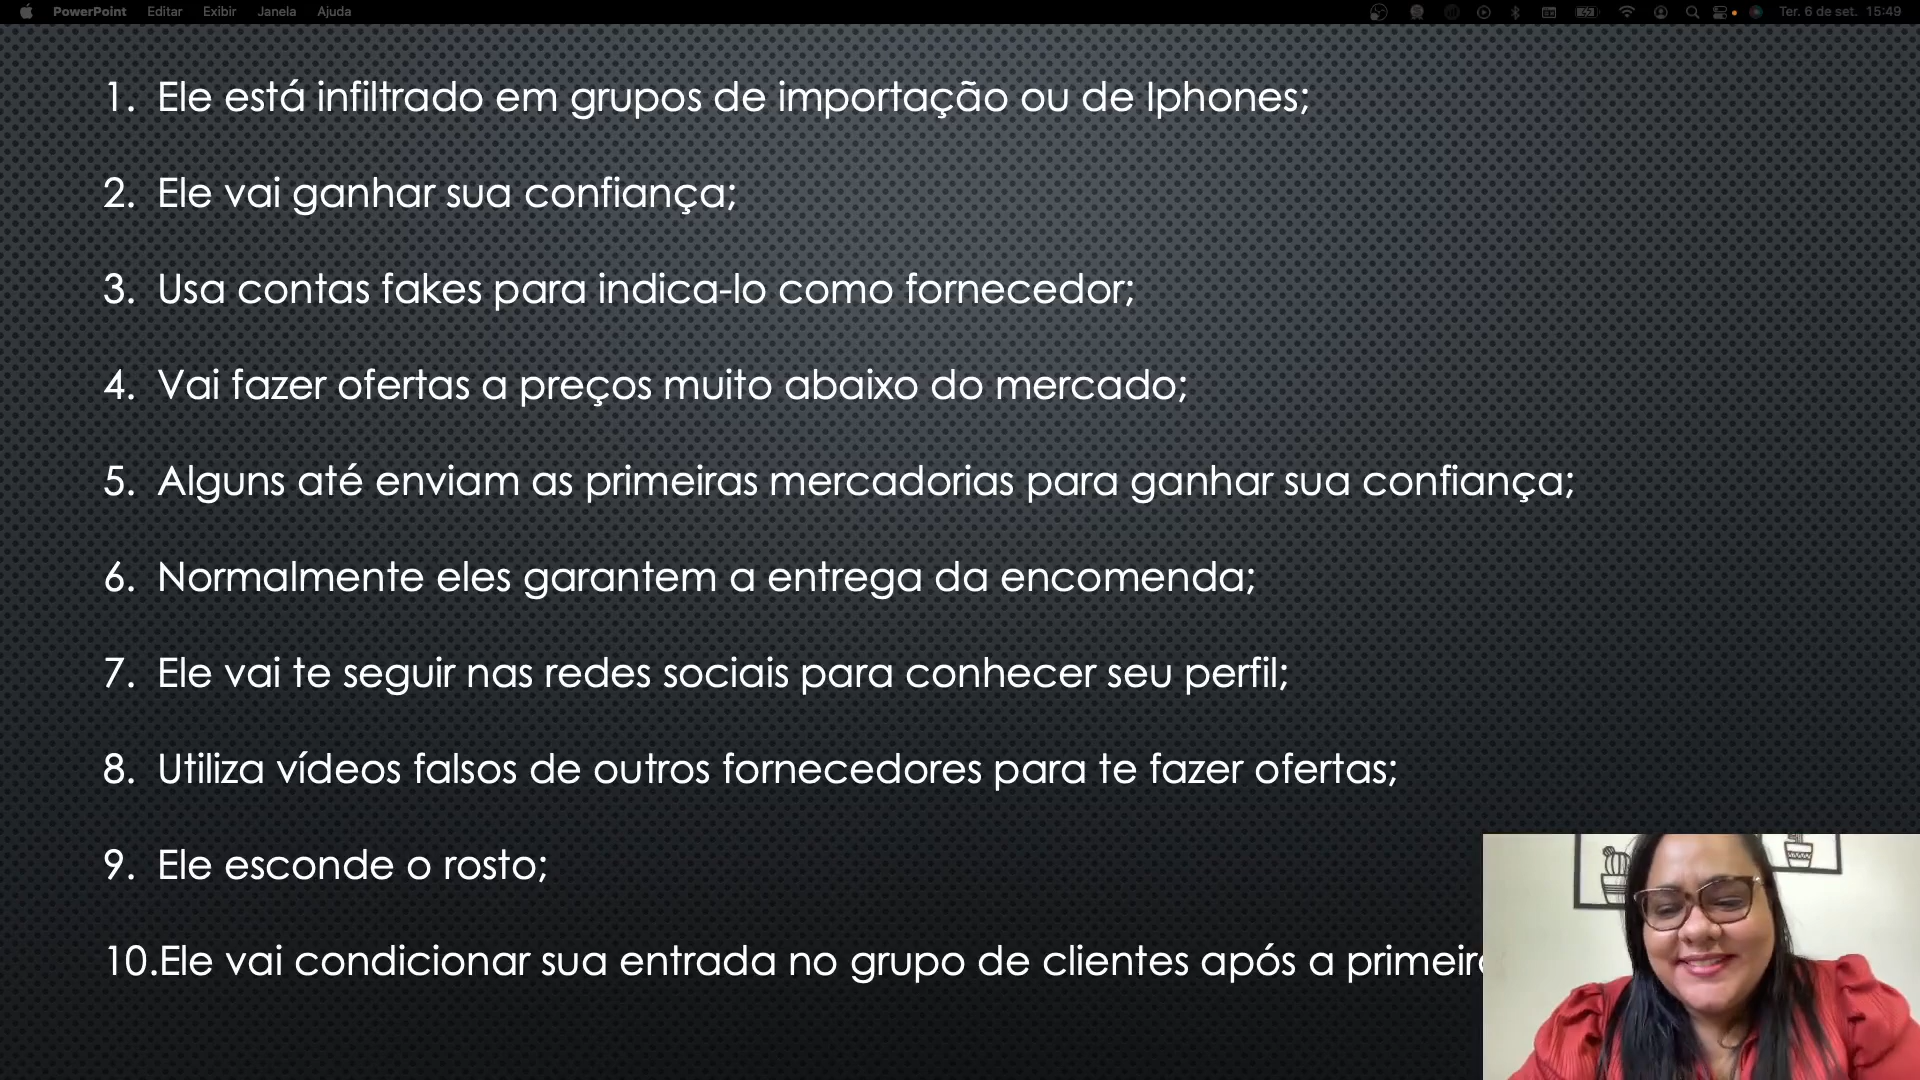 PowerPoint Editar Exibir Janela Ajuda Ter. 6 de set. 15:49
1. Ele está infiltrado em grupos de importação ou de Iphones;
2. Ele vai ganhar sua confiança;
3. Usa contas fakes para indica-lo como fornecedor;
4. Vai fazer ofertas a preços muito abaixo do mercado;
5. Alguns até enviam as primeiras mercadorias para ganhar sua confiança;
6. Normalmente eles garantem a entrega da encomenda;
7. Ele vai te seguir nas redes sociais para conhecer seu perfil;
8. Utiliza vídeos falsos de outros fornecedores para te fazer ofertas;
9. Ele esconde o rosto;
10.Ele vai condicionar sua entrada no grupo de clientes após a